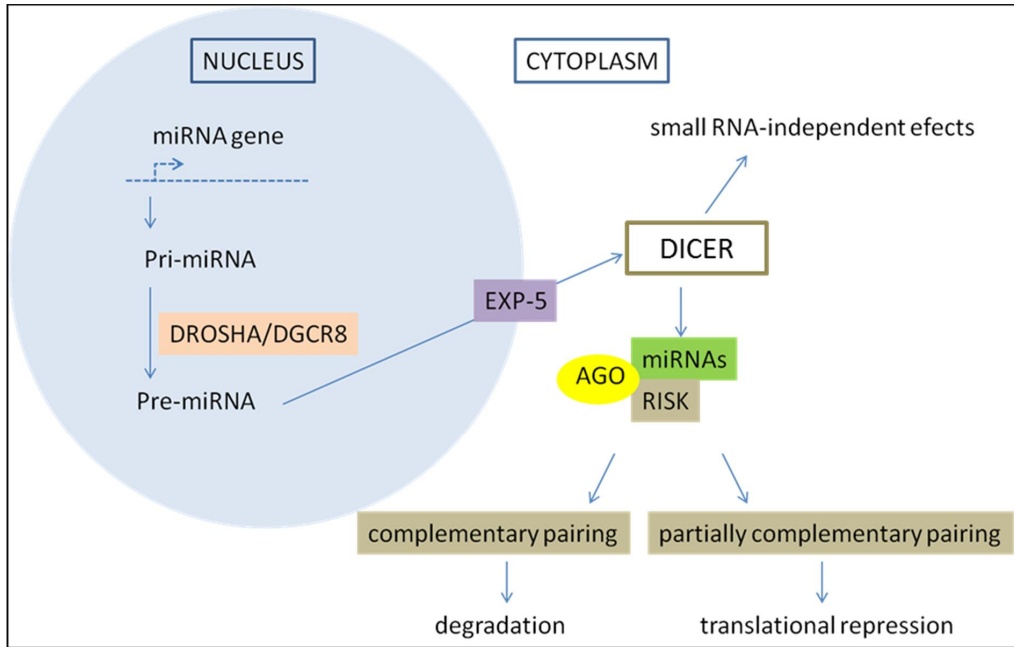 NUCLEUS
CYTOPLASM
miRNA gene
small RNA-independent efects
Pri-miRNA
DICER
EXP-5
DROSHA/DGCR8
miRNAs
AGO
RISK
Pre-miRNA
complementary pairing
partially complementary pairing
degradation
translational repression